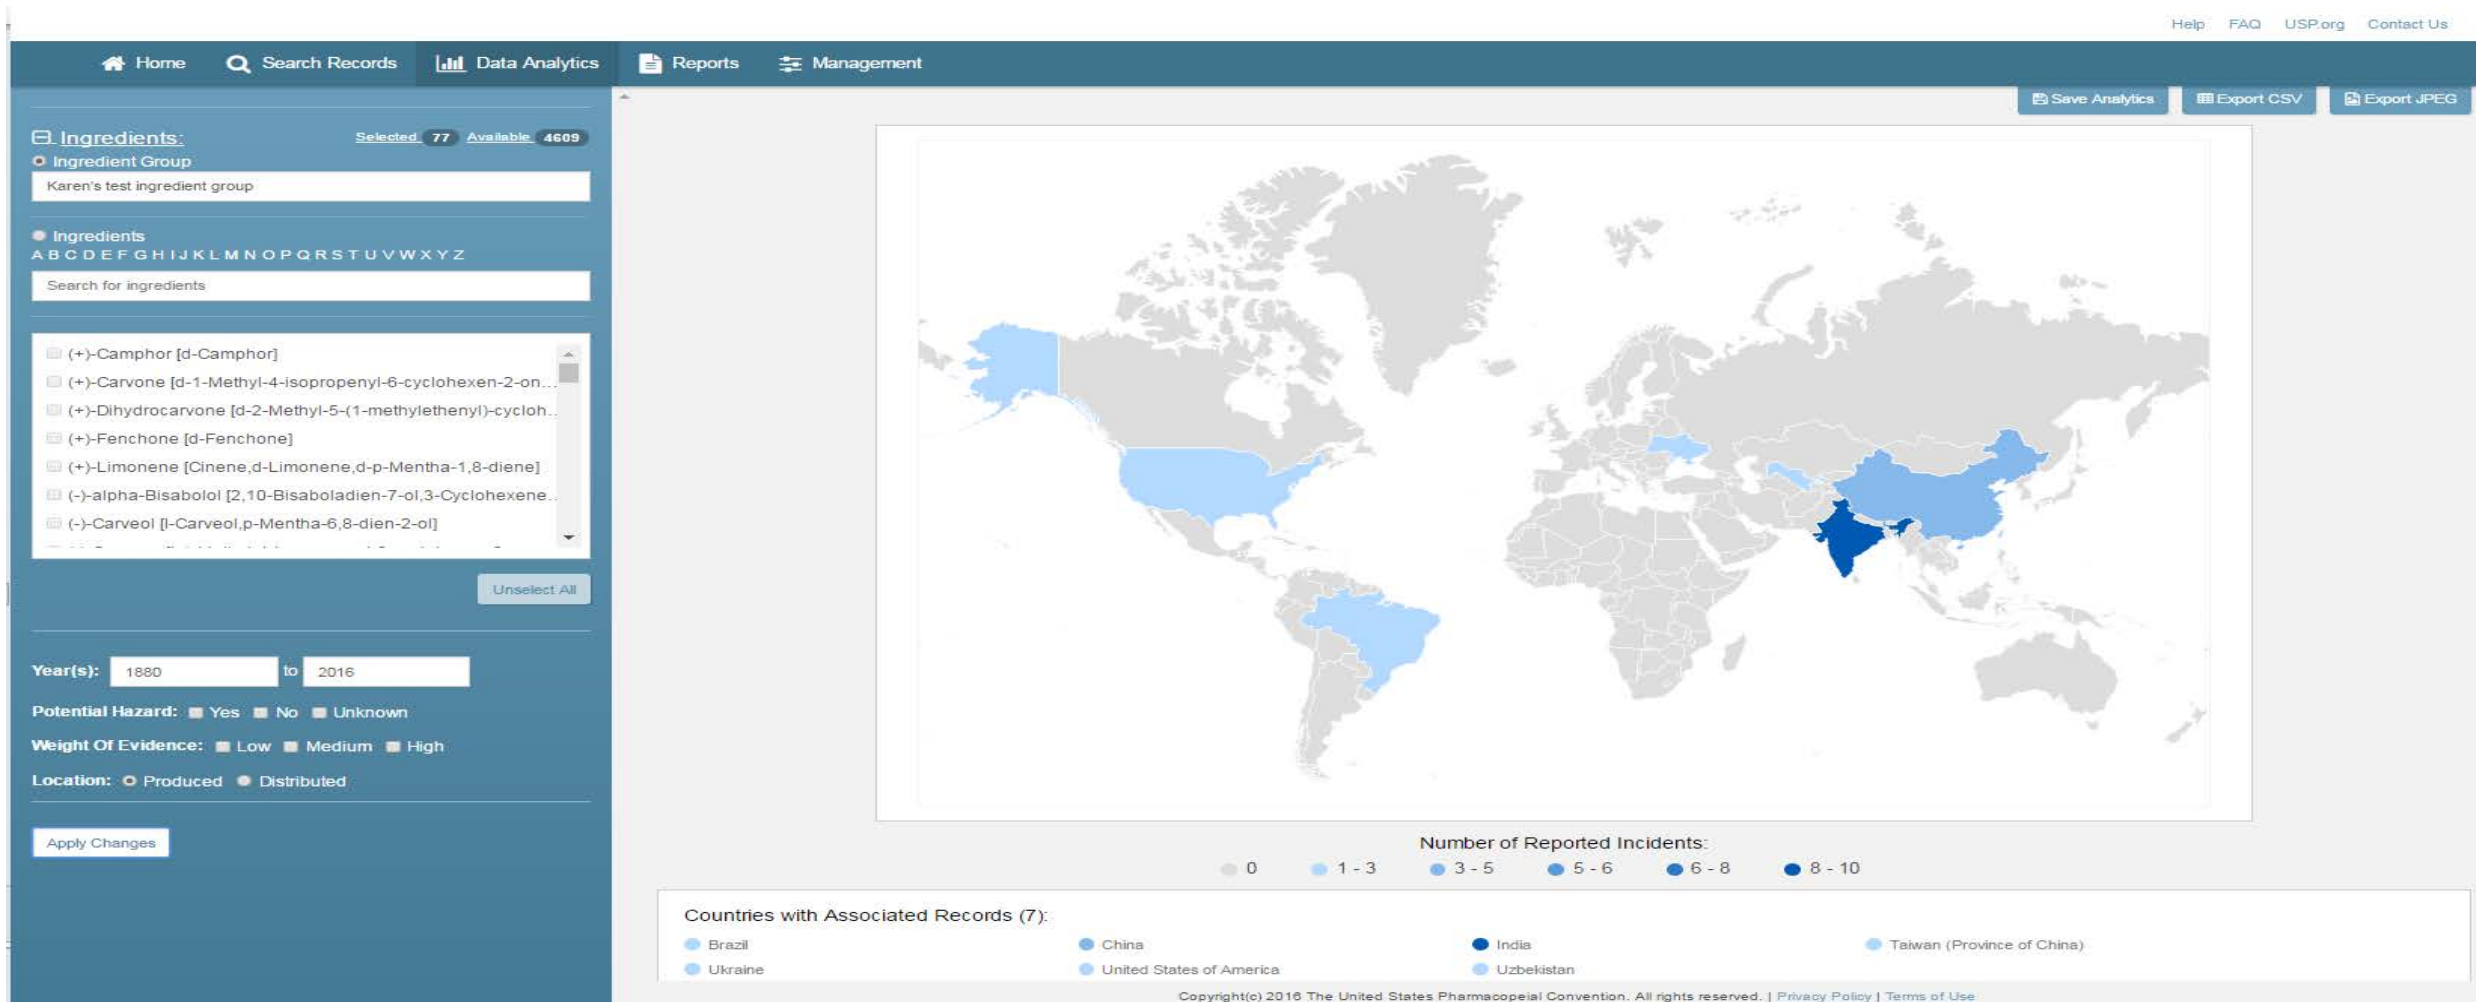 Help FAQ USP.org Contact Us
Home Search Records Data Analytics Reports Management
Save Analytics Export CSV Export JPEG
Ingredients: Selected 77 Available 4609
Ingredient Group
Karen's test ingredient group
Ingredients
A B C D E F G H I J K L M N O P Q R S T U V W X Y Z
Search for ingredients
(+)-Camphor [d-Camphor]
(+)-Carvone [d-1-Methyl-4-isopropenyl-6-cyclohexen-2-on...
(+)-Dihydrocarvone [d-2-Methyl-5-(1-methylethenyl)-cycloh...
(+)-Fenchone [d-Fenchone]
(+)-Limonene [Cinene,d-Limonene,d-p-Mentha-1,8-diene]
(-)-alpha-Bisabolol [2,10-Bisaboladien-7-ol,3-Cyclohexene...
(-)-Carveol [l-Carveol,p-Mentha-6,8-dien-2-ol]
Unselect All
Year(s): 1880 to 2016
Potential Hazard: Yes No Unknown
Weight Of Evidence: Low Medium High
Location: Produced Distributed
Apply Changes
Number of Reported Incidents:
0 1 - 3 3 - 5 5 - 6 6 - 8 8 - 10
Countries with Associated Records (7):
Brazil China India Taiwan (Province of China)
Ukraine United States of America Uzbekistan
Copyright(c) 2016 The United States Pharmacopeial Convention. All rights reserved. | Privacy Policy | Terms of Use